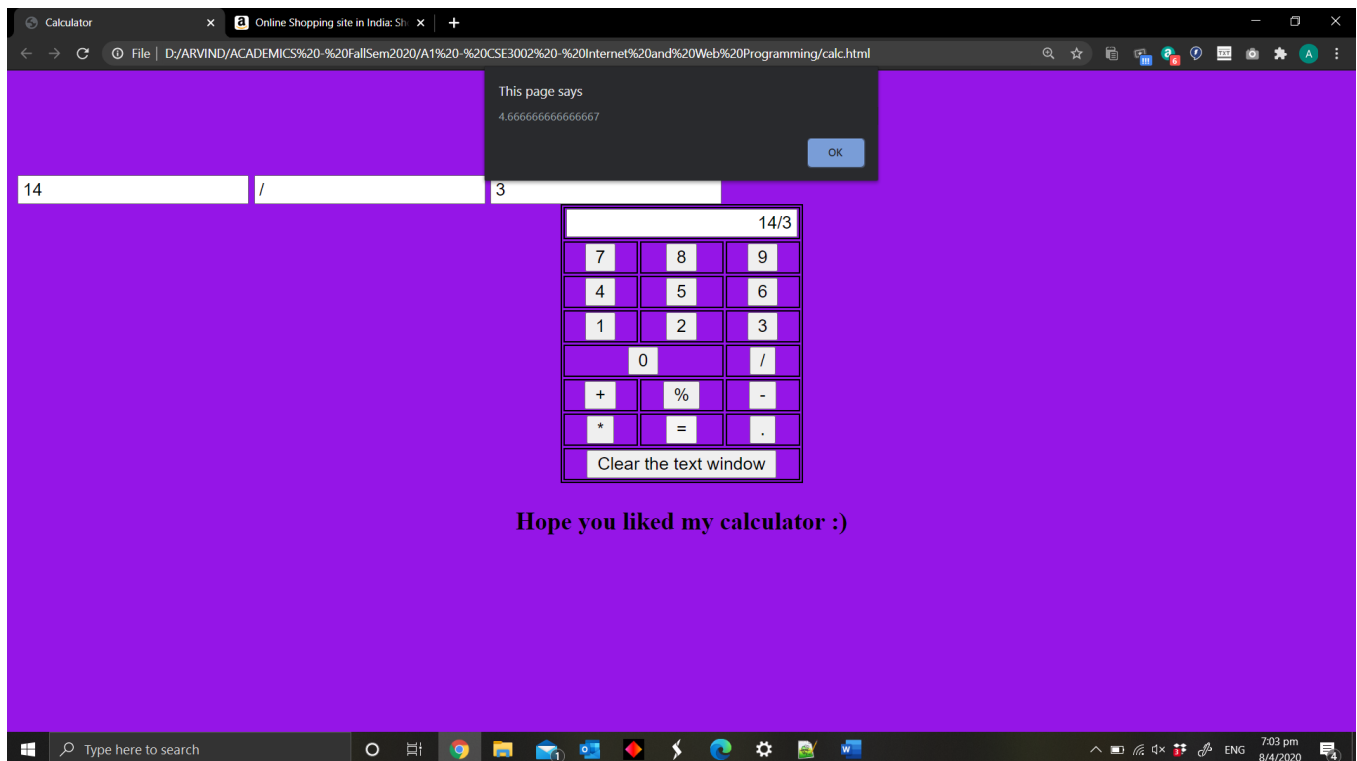 Calculator
Online Shopping site in India: Sh
File | D:/ARVIND/ACADEMICS%20-%20FallSem2020/A1%20-%20CSE3002%20-%20Internet%20and%20Web%20Programming/calc.html
A
This page says
4.666666666666667
OK
14 / 3
14/3
7 8 9
4 5 6
1 2 3
0 /
+ % -
* = .
Clear the text window
Hope you liked my calculator :)
Type here to search
ENG
7:03 pm
8/4/2020